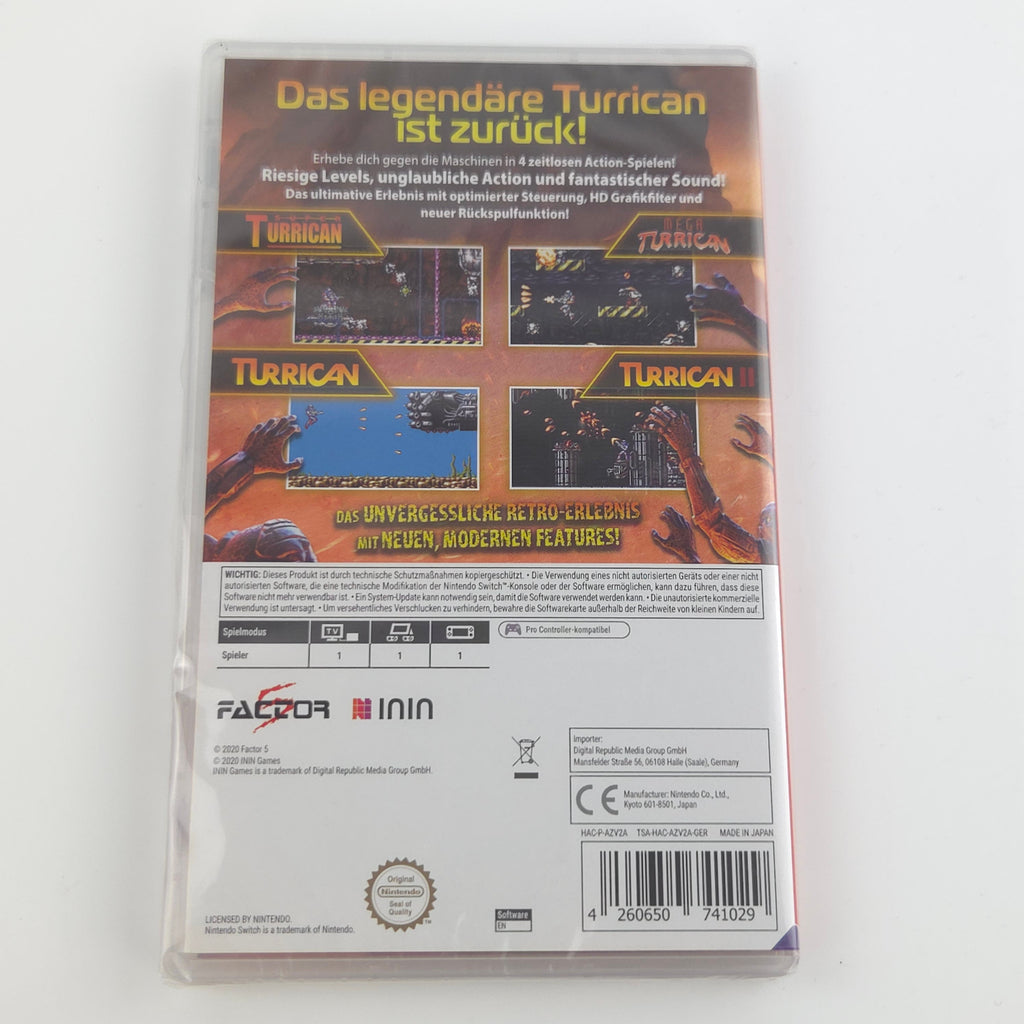 Das legendäre Turrican
ist zurück!
Erhebe dich gegen die Maschinen in 4 zeitlosen Action-Spielen!
Riesige Levels, unglaubliche Action und fantastischer Sound!
Das ultimative Erlebnis mit optimierter Steuerung, HD Grafikfilter und
neuer Rückspulfunktion!
SUPER
TURRICAN
MEGA
TURRICAN
TURRICAN
TURRICAN II
DAS UNVERGESSLICHE RETRO-ERLEBNIS
MIT NEUEN, MODERNEN FEATURES!
WICHTIG: Dieses Produkt ist durch technische Schutzmaßnahmen kopiergeschützt. • Die Verwendung eines nicht autorisierten Geräts oder einer nicht
autorisierten Software, die eine technische Modifikation der Nintendo Switch™-Konsole oder der Software ermöglichen, kann dazu führen, dass diese
Software nicht mehr verwendbar ist. • Ein System-Update kann notwendig sein, damit die Software verwendet werden kann. • Die unautorisierte kommerzielle
Verwendung ist untersagt. • Um versehentliches Verschlucken zu verhindern, bewahre die Softwarekarte außerhalb der Reichweite von kleinen Kindern auf.
Spielmodus TV
Pro Controller-kompatibel
Spieler 1 1 1
FACTOR 5 ININ
© 2020 Factor 5
© 2020 ININ Games
ININ Games is a trademark of Digital Republic Media Group GmbH.
Importer:
Digital Republic Media Group GmbH
Mansfelder Straße 56, 06108 Halle (Saale), Germany
CE Manufacturer: Nintendo Co., Ltd.,
Kyoto 601-8501, Japan
HAC-P-AZV2A TSA-HAC-AZV2A-GER MADE IN JAPAN
Original
Nintendo
Seal of
Quality
TM
LICENSED BY NINTENDO.
Nintendo Switch is a trademark of Nintendo.
Software
EN
4 260650 741029